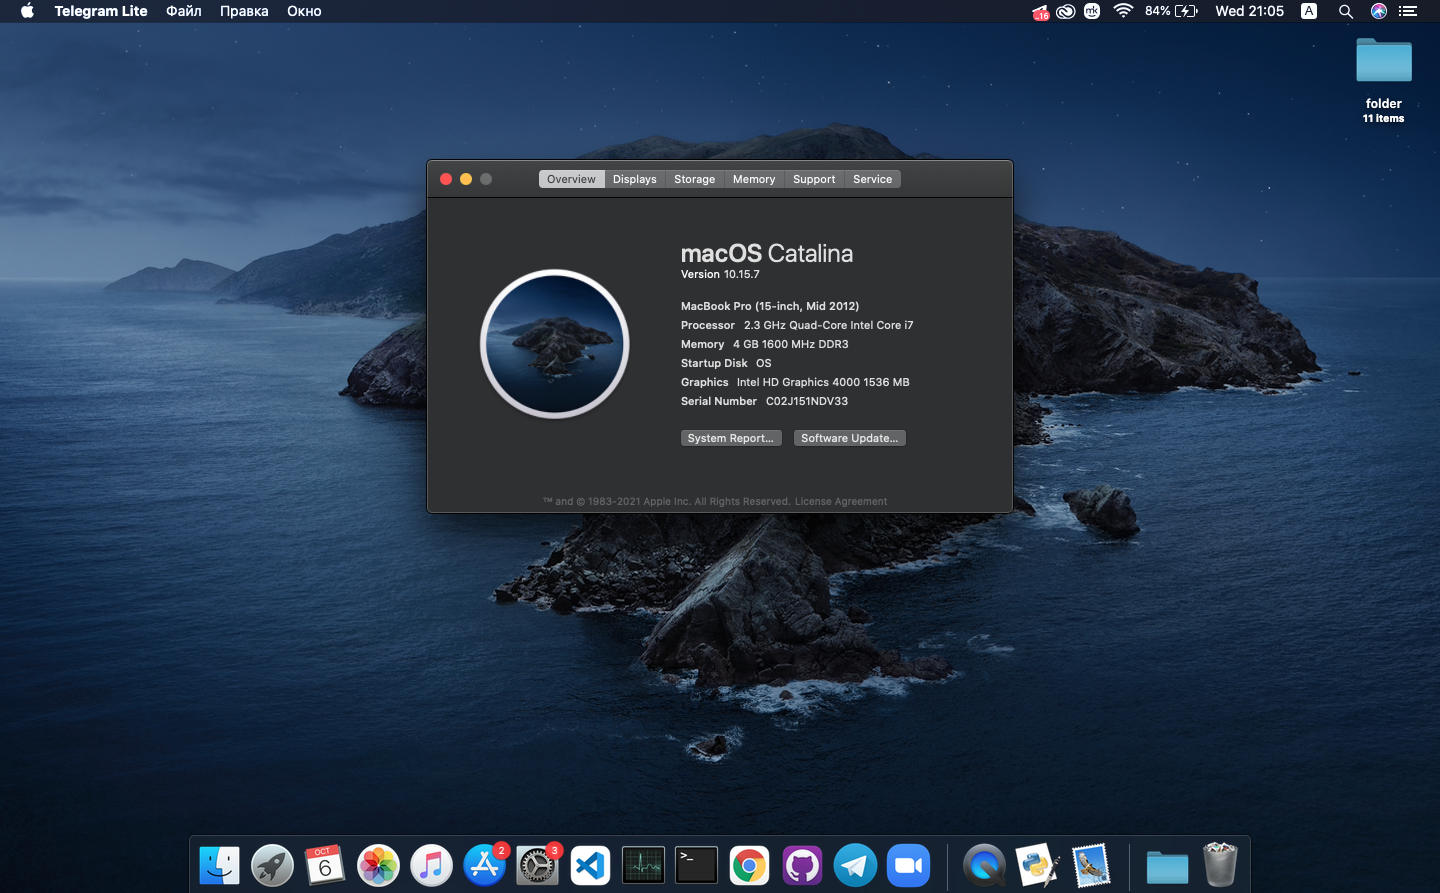 Telegram Lite Файл Правка Окно 16 mk 84% Wed 21:05 A
folder
11 items
Overview Displays Storage Memory Support Service
macOS Catalina
Version 10.15.7
MacBook Pro (15-inch, Mid 2012)
Processor 2.3 GHz Quad-Core Intel Core i7
Memory 4 GB 1600 MHz DDR3
Startup Disk OS
Graphics Intel HD Graphics 4000 1536 MB
Serial Number C02J151NDV33
System Report... Software Update...
™ and © 1983-2021 Apple Inc. All Rights Reserved. License Agreement
OCT 2 3
6 >_